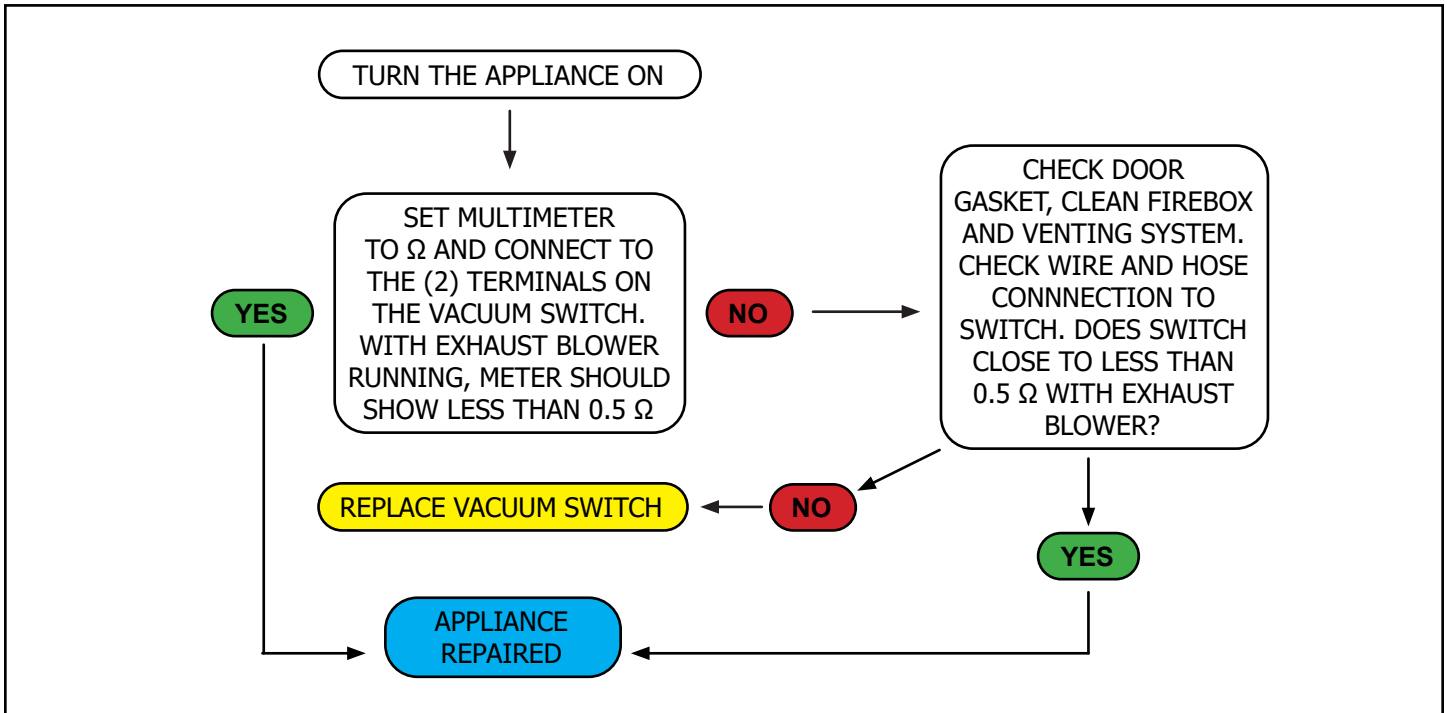 TURN THE APPLIANCE ON
SET MULTIMETER
TO Ω AND CONNECT TO
THE (2) TERMINALS ON
THE VACUUM SWITCH.
WITH EXHAUST BLOWER
RUNNING, METER SHOULD
SHOW LESS THAN 0.5 Ω
YES
NO
CHECK DOOR
GASKET, CLEAN FIREBOX
AND VENTING SYSTEM.
CHECK WIRE AND HOSE
CONNNECTION TO
SWITCH. DOES SWITCH
CLOSE TO LESS THAN
0.5 Ω WITH EXHAUST
BLOWER?
NO
REPLACE VACUUM SWITCH
YES
APPLIANCE
REPAIRED